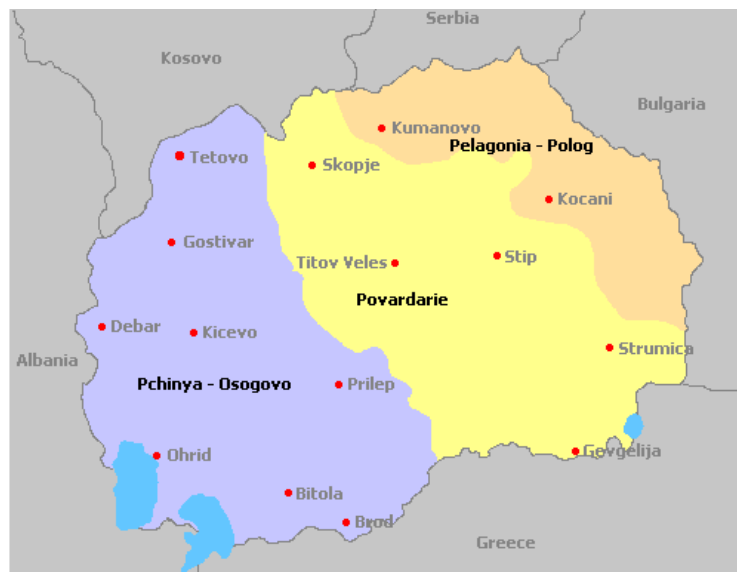 Serbia
Kosovo
Bulgaria
Kumanovo
Pelagonia - Polog
Tetovo
Skopje
Kocani
Gostivar
Titov Veles
Stip
Povardarie
Debar
Kicevo
Strumica
Albania
Pchinya - Osogovo
Prilep
Ohrid
Gevgelija
Bitola
Brod
Greece